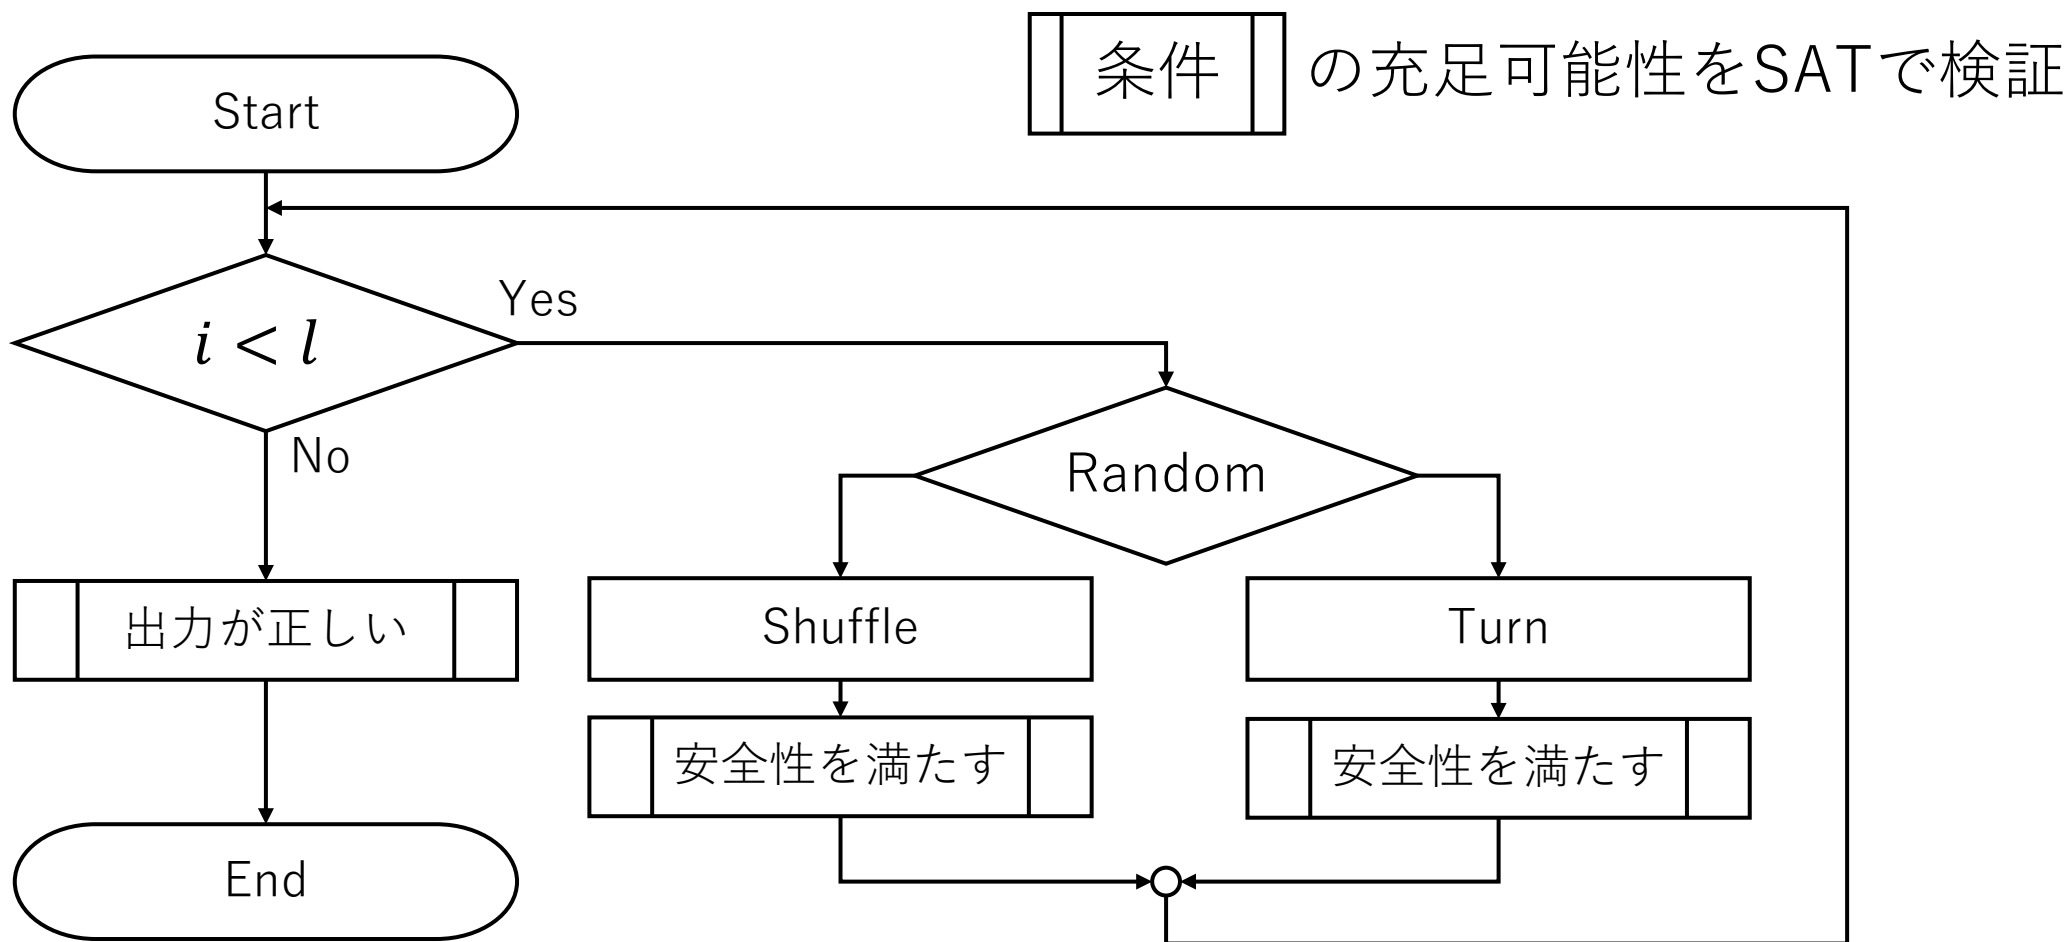 条件 の充足可能性をSATで検証
Start
i < l
Yes
No
Random
出力が正しい
Shuffle
Turn
安全性を満たす
安全性を満たす
End